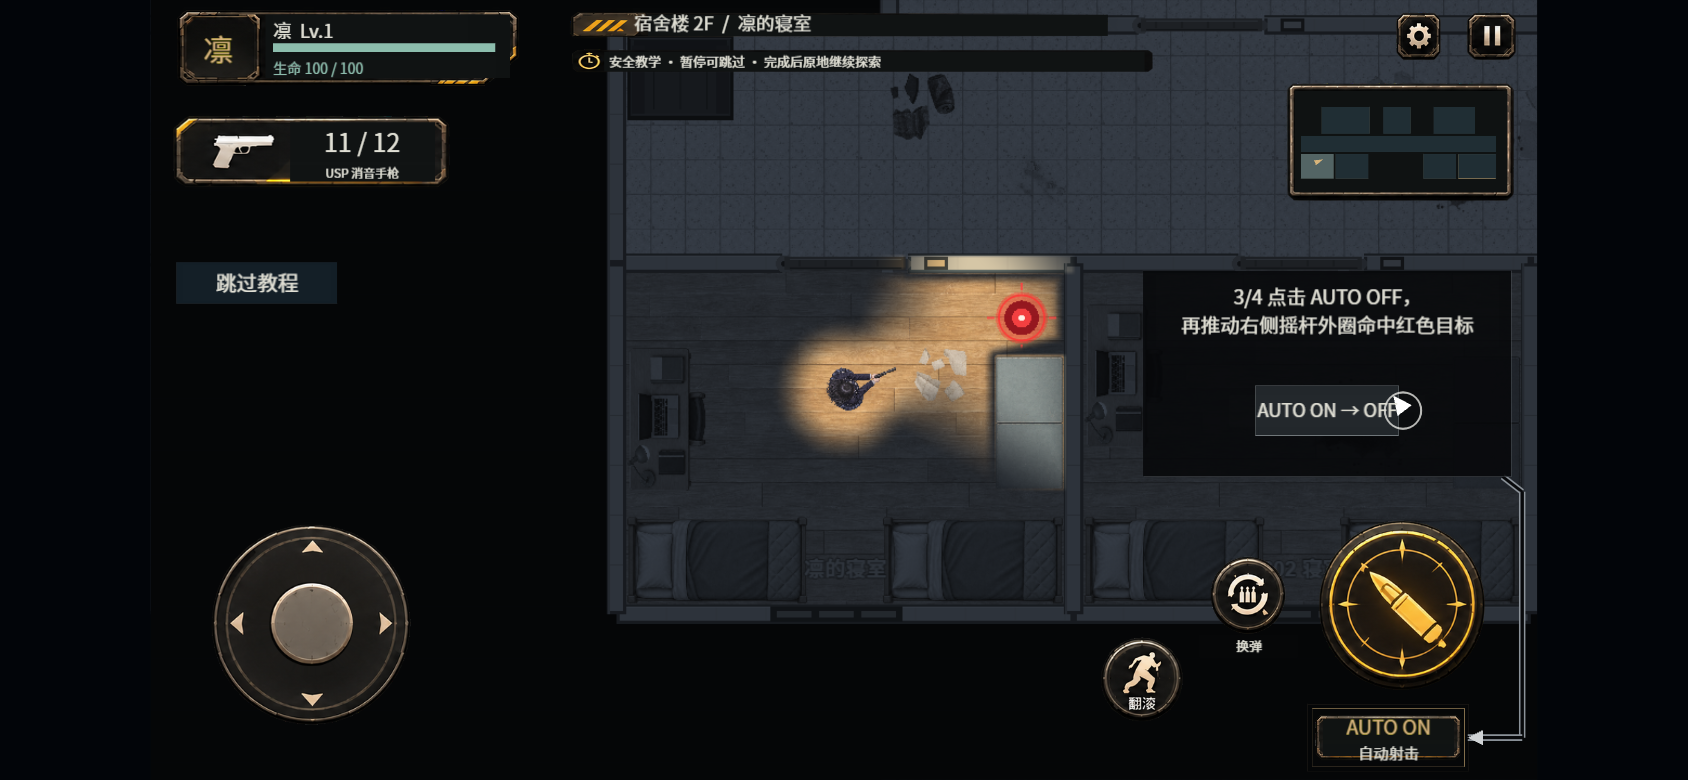 凛
凛 Lv.1
生命 100 / 100
11 / 12
USP 消音手枪
宿舍楼 2F / 凛的寝室
安全教学 · 暂停可跳过 · 完成后原地继续探索
跳过教程
3/4 点击 AUTO OFF，
再推动右侧摇杆外圈命中红色目标
AUTO ON → OFF
凛的寝室
02 寝
换弹
翻滚
AUTO ON
自动射击